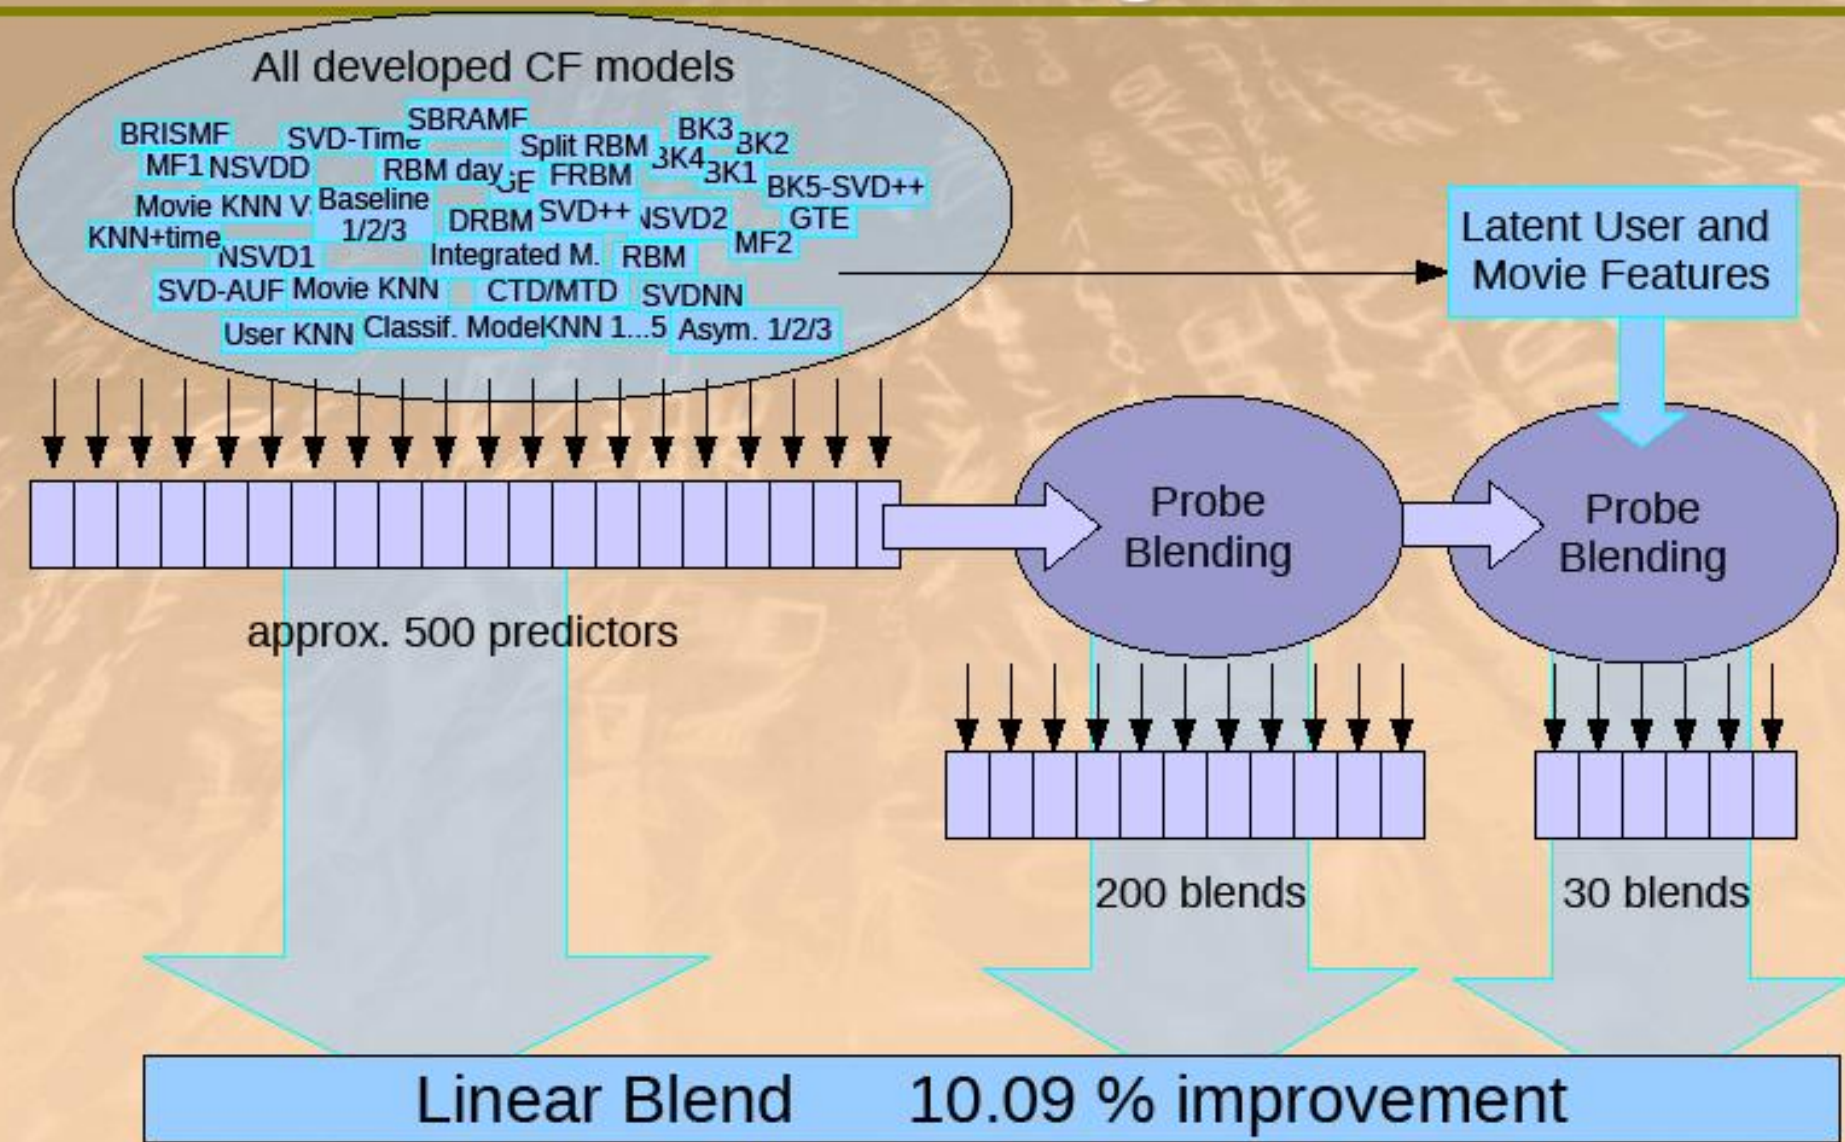 All developed CF models
SBRAMF
BRISMF
SVD-Time
BK3
BK2
Split RBM
BK4
MF1
NSVDD
RBM day
FRBM
BK1
BK5-SVD++
Movie KNN V
Baseline
1/2/3
DRBM
SVD++
NSVD2
GTE
KNN+time
MF2
NSVD1
Integrated M.
RBM
SVD-AUF
Movie KNN
CTD/MTD
SVDNN
User KNN
Classif. Mode
KNN 1...5
Asym. 1/2/3
Latent User and
Movie Features
Probe
Blending
Probe
Blending
approx. 500 predictors
200 blends
30 blends
Linear Blend 10.09 % improvement